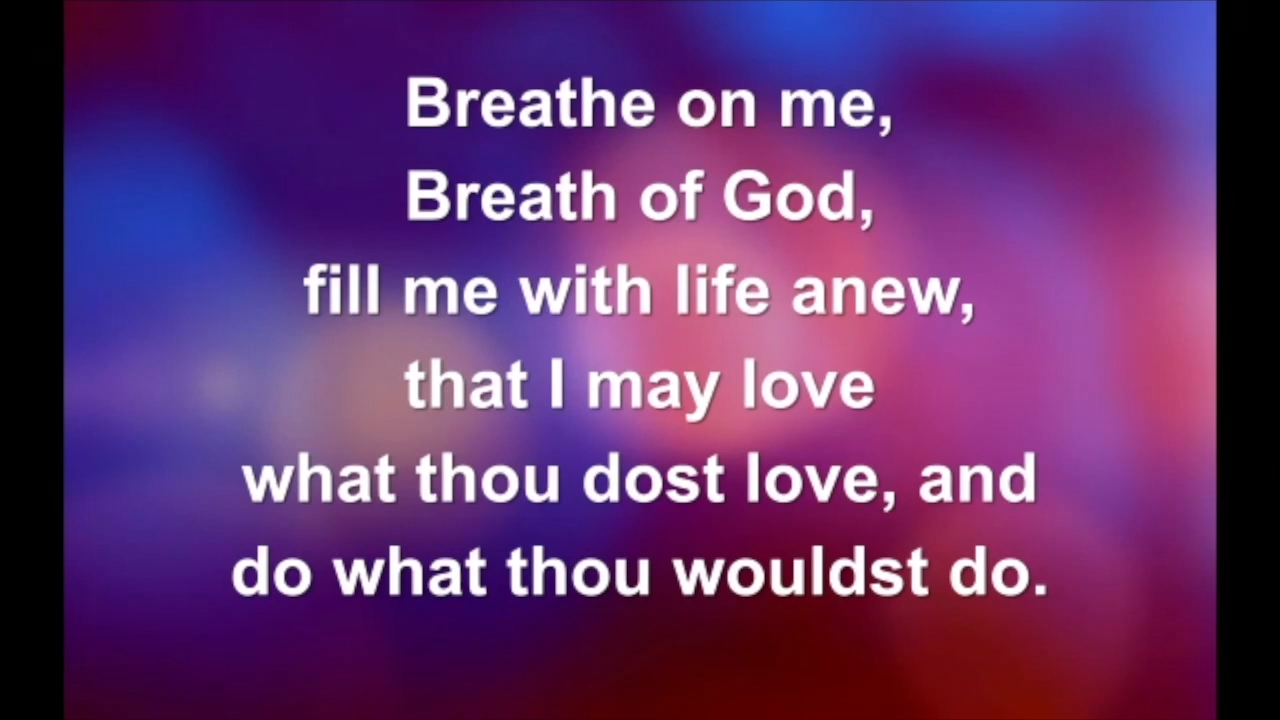 Breathe on me,
Breath of God,
fill me with life anew,
that I may love
what thou dost love, and
do what thou wouldst do.